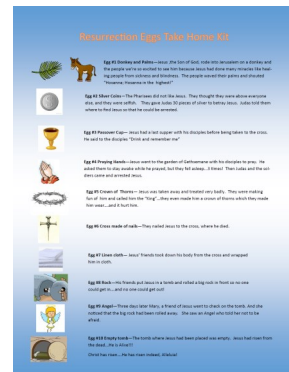 Resurrection Eggs Take Home Kit
Egg #1 Donkey and Palms—Jesus ,the Son of God, rode into Jerusalem on a donkey and
the people were so excited to see him because Jesus had done many miracles like heal-
ing people from sickness and blindness. The people waved their palms and shouted
"Hosanna, Hosanna in the highest!"
Egg #2 Silver Coins—The Pharisees did not like Jesus. They thought they were above everyone
else, and they were selfish. They gave Judas 30 pieces of silver to betray Jesus. Judas told them
where to find Jesus so that he could be arrested.
Egg #3 Passover Cup— Jesus had a last supper with his disciples before being taken to the cross.
He said to the disciples "Drink and remember me"
Egg #4 Praying Hands—Jesus went to the garden of Gethsemane with his disciples to pray. He
asked them to stay awake while he prayed, but they fell asleep...3 times! Then Judas and the sol-
diers came and arrested Jesus.
Egg #5 Crown of Thorns— Jesus was taken away and treated very badly. They were making
fun of him and called him the "King"...they even made him a crown of thorns which they made
him wear....and it hurt him.
Egg #6 Cross made of nails—They nailed Jesus to the cross, where he died.
Egg #7 Linen cloth— Jesus' friends took down his body from the cross and wrapped
him in cloth.
Egg #8 Rock—His friends put Jesus in a tomb and rolled a big rock in front so no one
could get in...and no one could get out!
Egg #9 Angel—Three days later Mary, a friend of Jesus went to check on the tomb. And she
noticed that the big rock had been rolled away. She saw an Angel who told her not to be
afraid.
Egg #10 Empty tomb—The tomb where Jesus had been placed was empty. Jesus had risen from
the dead...He is Alive!!!
Christ has risen....He has risen indeed, Alleluia!